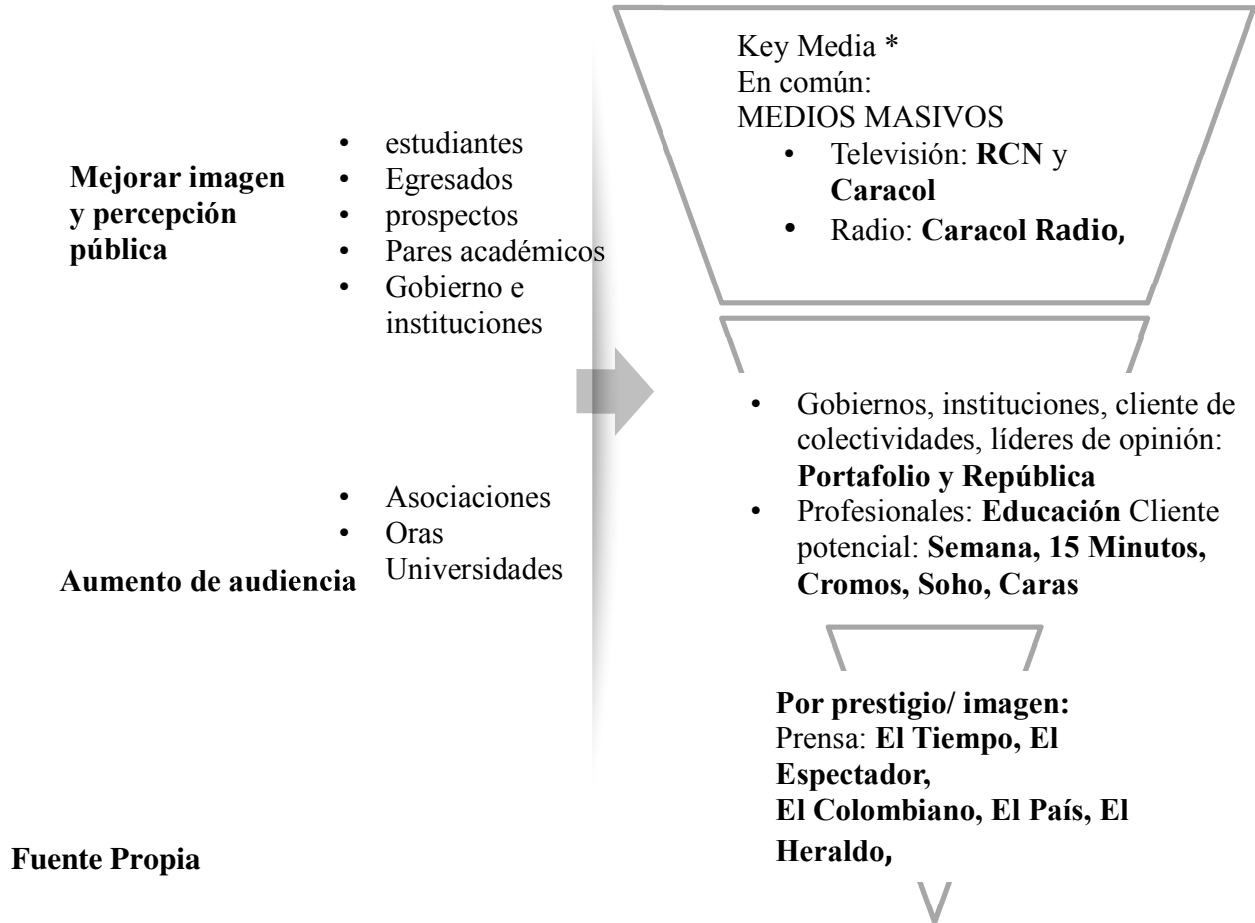 Mejorar imagen
y percepción
pública
• estudiantes
• Egresados
• prospectos
• Pares académicos
• Gobierno e
instituciones
Aumento de audiencia
• Asociaciones
• Oras
Universidades
Key Media *
En común:
MEDIOS MASIVOS
• Televisión: RCN y
Caracol
• Radio: Caracol Radio,
• Gobiernos, instituciones, cliente de
colectividades, líderes de opinión:
Portafolio y República
• Profesionales: Educación Cliente
potencial: Semana, 15 Minutos,
Cromos, Soho, Caras
Por prestigio/ imagen:
Prensa: El Tiempo, El
Espectador,
El Colombiano, El País, El
Heraldo,
Fuente Propia